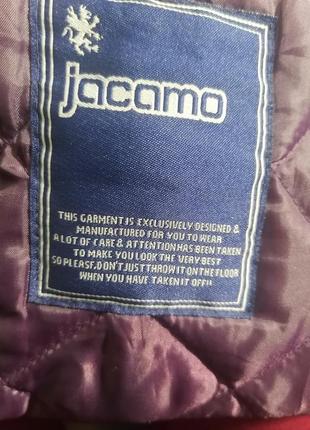 jacamo
THIS GARMENT IS EXCLUSIVELY DESIGNED &
MANUFACTURED FOR YOU TO WEAR
A LOT OF CARE & ATTENTION HAS BEEN TAKEN
TO MAKE YOU LOOK THE VERY BEST
SO PLEASE, DON'T JUST THROW IT ON THE FLOOR
WHEN YOU HAVE TAKEN IT OFF!!